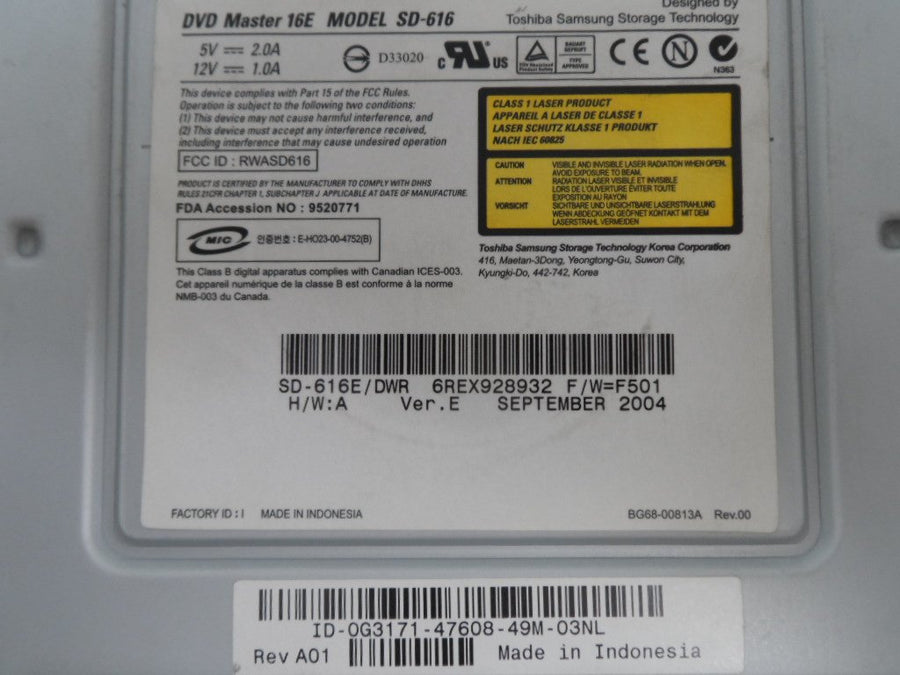 DVD Master 16E MODEL SD-616
Designed by
Toshiba Samsung Storage Technology
5V 2.0A
12V 1.0A
D33020
c RU US
BAUART
GEPRUFT
TYPE
APPROVED
CE
N
N363
This device complies with Part 15 of the FCC Rules.
Operation is subject to the following two conditions:
(1) This device may not cause harmful interference, and
(2) This device must accept any interference received,
including interference that may cause undesired operation
FCC ID : RWASD616
PRODUCT IS CERTIFIED BY THE MANUFACTURER TO COMPLY WITH DHHS
RULES 21CFR CHAPTER 1, SUBCHAPTER J APPLICABLE AT DATE OF MANUFACTURE.
FDA Accession NO : 9520771
MIC 인증번호 : E-HO23-00-4752(B)
This Class B digital apparatus complies with Canadian ICES-003.
Cet appareil numérique de la classe B est conforme à la norme
NMB-003 du Canada.
CLASS 1 LASER PRODUCT
APPAREIL A LASER DE CLASSE 1
LASER SCHUTZ KLASSE 1 PRODUKT
NACH IEC 60825
CAUTION VISIBLE AND INVISIBLE LASER RADIATION WHEN OPEN.
AVOID EXPOSURE TO BEAM.
ATTENTION RADIATION LASER VISIBLE ET INVISIBLE
LORS DE L'OUVERTURE EVITER TOUTE
EXPOSITION AU RAYON
VORSICHT SICHTBARE UND UNSICHTBARE LASERSTRAHLUNG
WENN ABDECKUNG GEÖFNET KONTAKT MIT DEM
LASERSTRAHL VERMEIDEN
Toshiba Samsung Storage Technology Korea Corporation
416, Maetan-3Dong, Yeongtong-Gu, Suwon City,
Kyungki-Do, 442-742, Korea
SD-616E/DWR 6REX928932 F/W=F501
H/W:A Ver.E SEPTEMBER 2004
FACTORY ID : I MADE IN INDONESIA
BG68-00813A Rev.00
ID-0G3171-47608-49M-03NL
Rev A01 Made in Indonesia